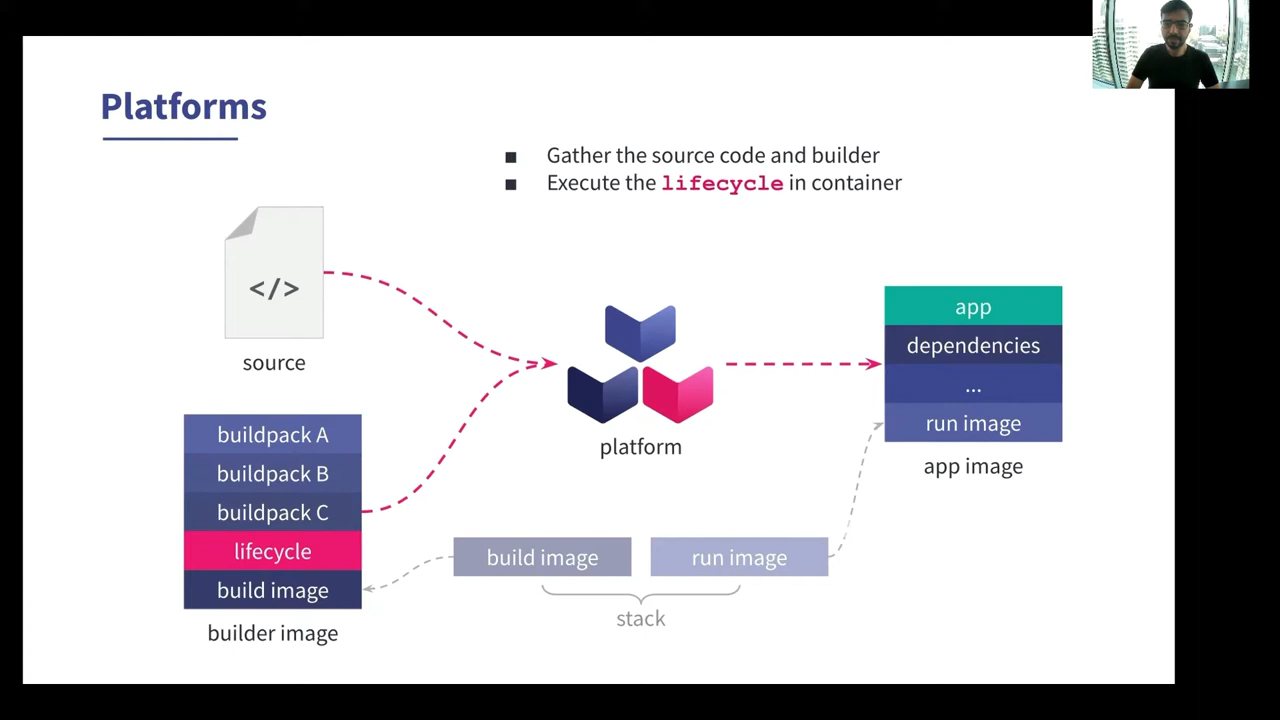 Platforms
■ Gather the source code and builder
■ Execute the lifecycle in container
</>
source
buildpack A
buildpack B
buildpack C
lifecycle
build image
builder image
platform
build image
run image
stack
app
dependencies
...
run image
app image